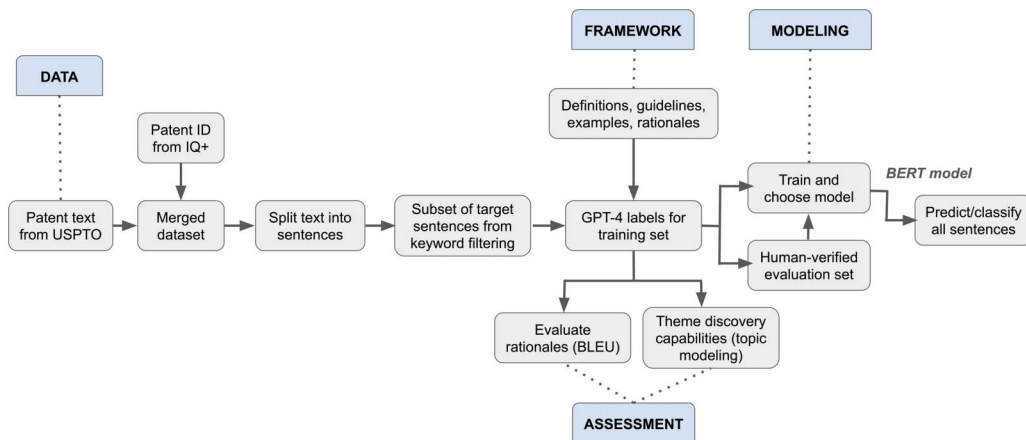 FRAMEWORK
MODELING
DATA
Definitions, guidelines,
examples, rationales
Patent ID
from IQ+
BERT model
Patent text
from USPTO
Merged
dataset
Split text into
sentences
Subset of target
sentences from
keyword filtering
GPT-4 labels for
training set
Train and
choose model
Human-verified
evaluation set
Predict/classify
all sentences
Evaluate
rationales (BLEU)
Theme discovery
capabilities (topic
modeling)
ASSESSMENT